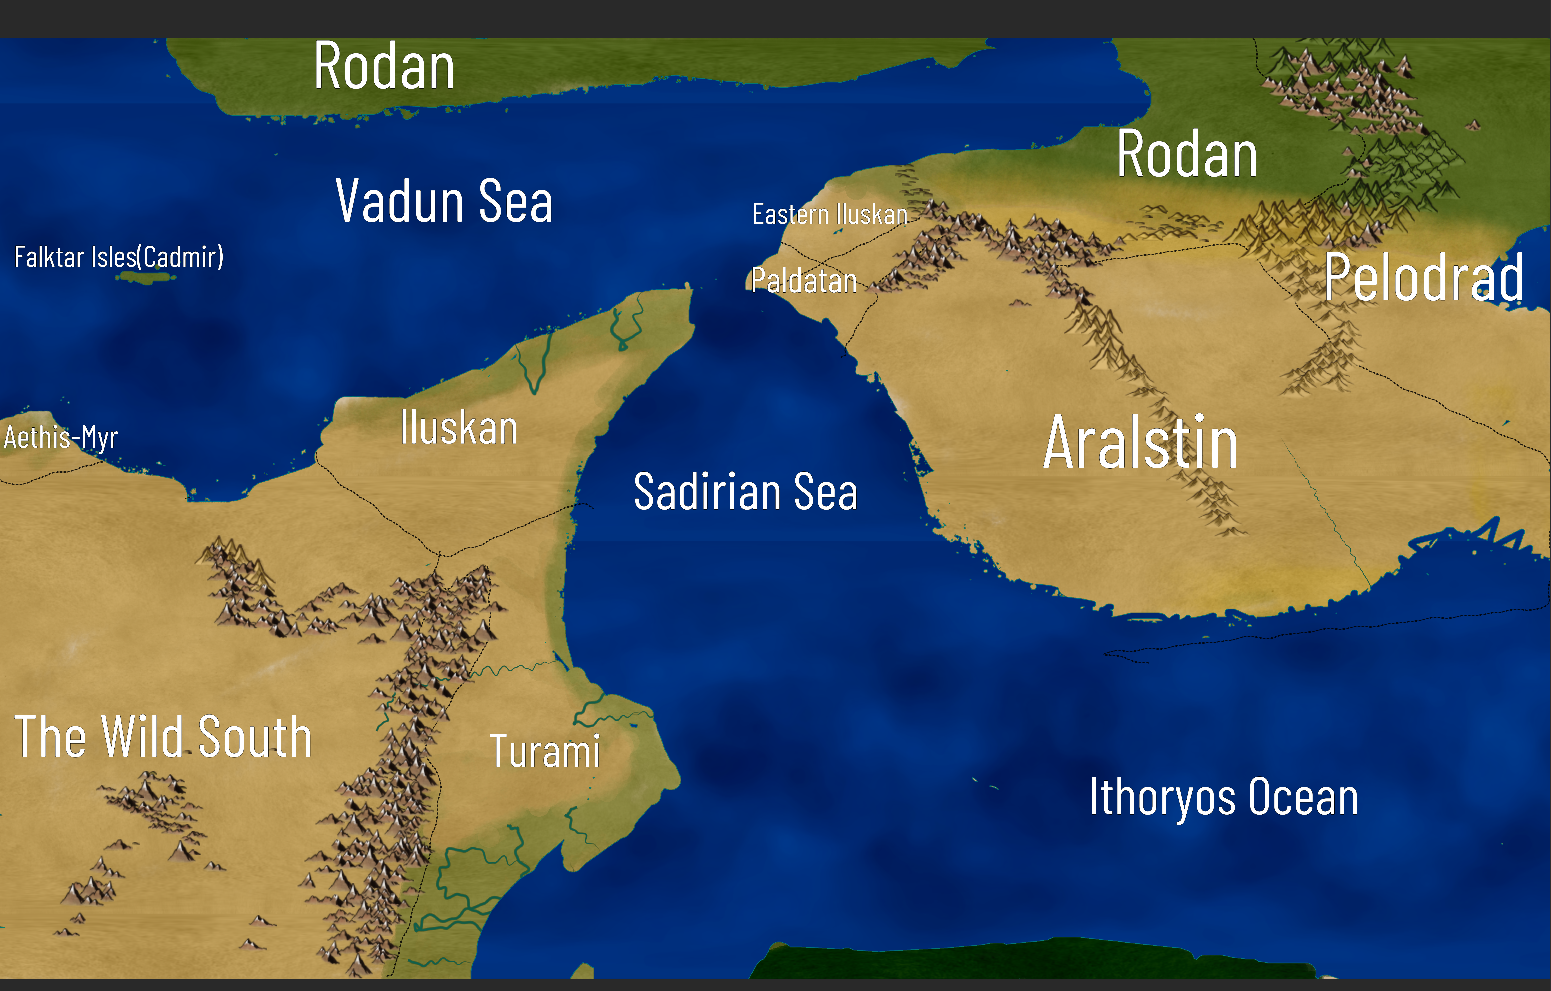 Rodan
Rodan
Vadun Sea
Eastern Iluskan
Falktar Isles(Cadmir)
Paldatan
Pelodrad
Aethis-Myr
Iluskan
Aralstin
Sadirian Sea
The Wild South
Turami
Ithoryos Ocean